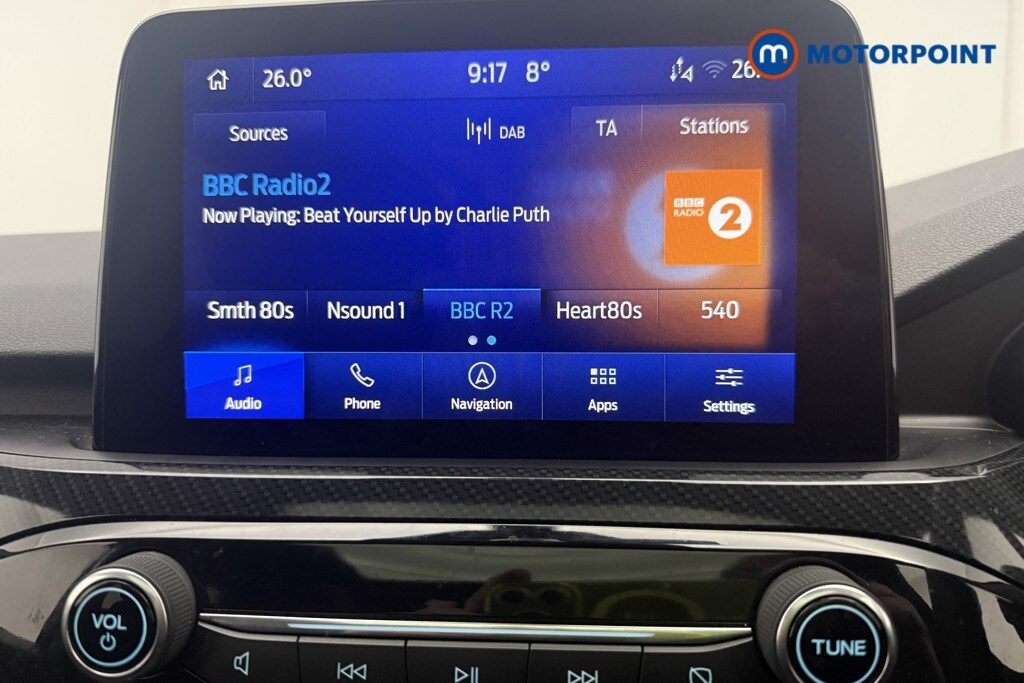 m MOTORPOINT
26.0° 9:17 8° 26.
Sources DAB TA Stations
BBC Radio2
Now Playing: Beat Yourself Up by Charlie Puth
BBC RADIO 2
Smth 80s Nsound 1 BBC R2 Heart80s 540
Audio Phone Navigation Apps Settings
VOL TUNE